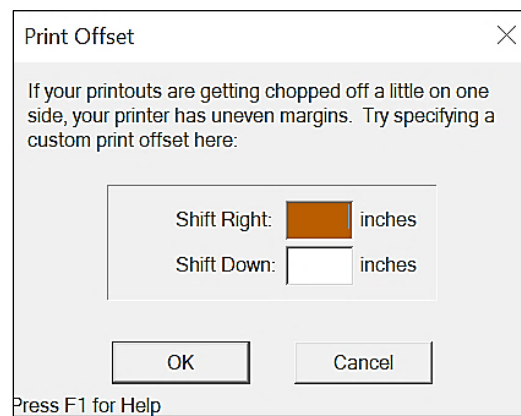 Print Offset
If your printouts are getting chopped off a little on one
side, your printer has uneven margins.  Try specifying a
custom print offset here:
Shift Right: inches
Shift Down: inches
OK Cancel
Press F1 for Help